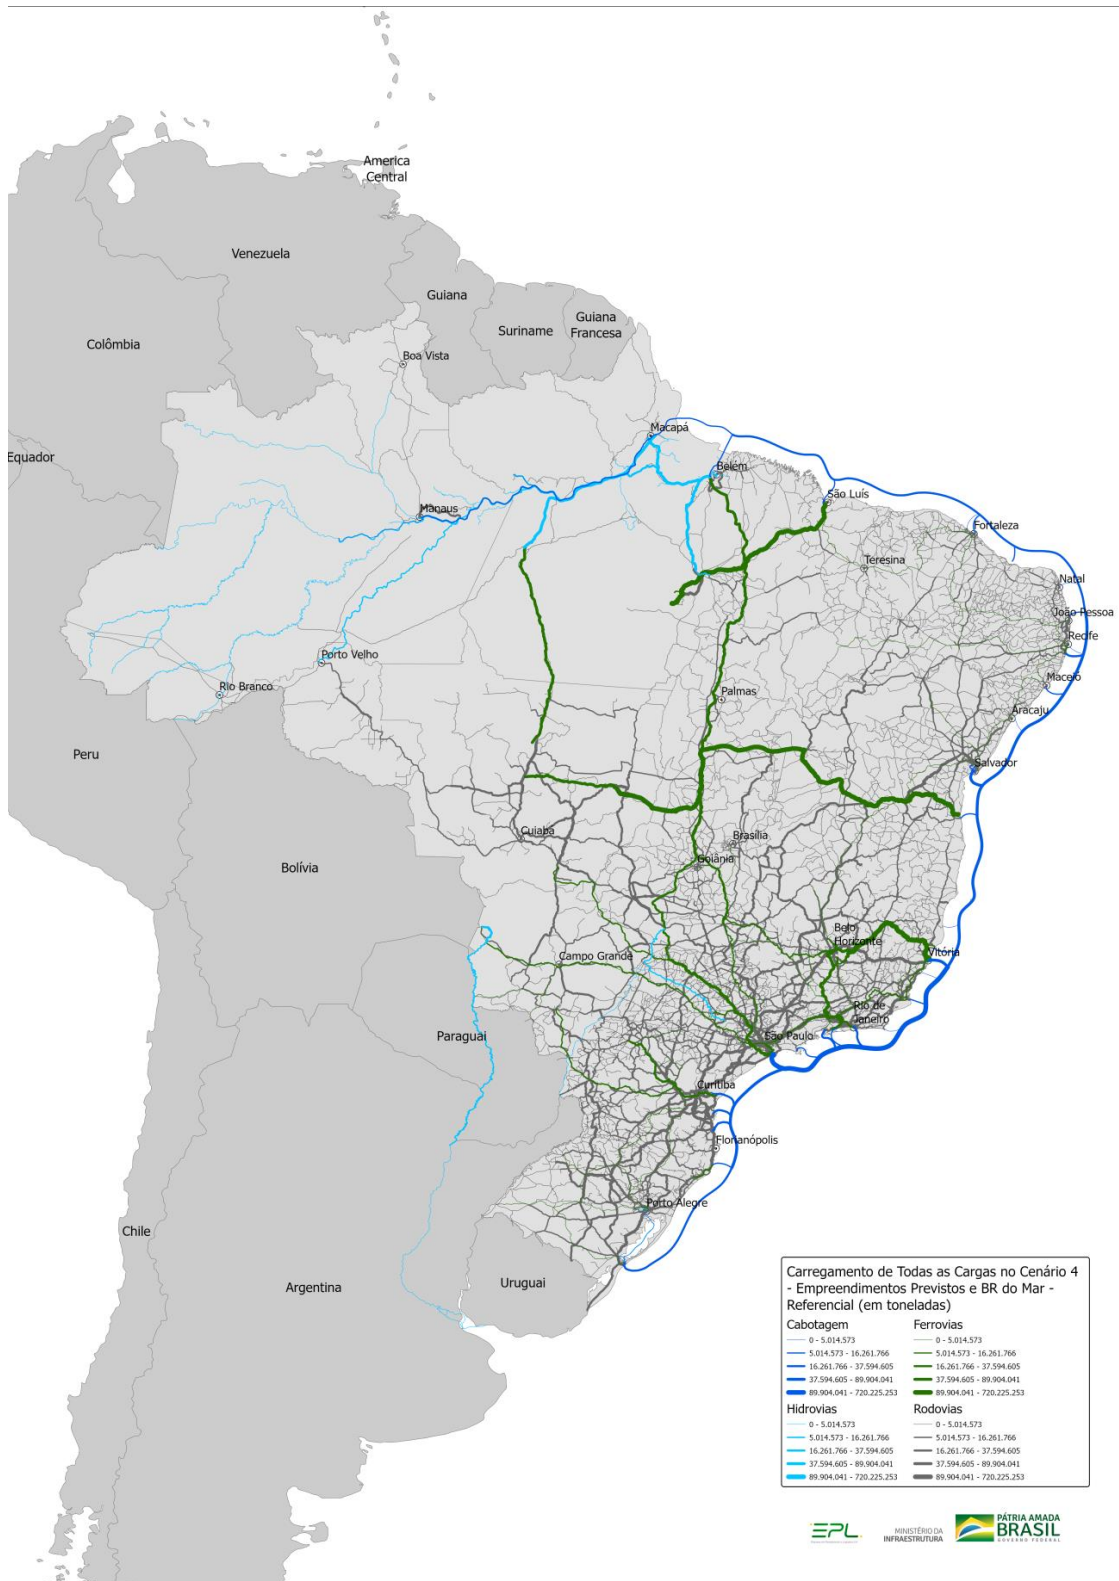 America
Central
Venezuela
Guiana
Suriname
Guiana
Francesa
Colômbia
Boa Vista
Macapá
Equador
Belém
São Luís
Manaus
Fortaleza
Teresina
Natal
João Pessoa
Recife
Porto Velho
Rio Branco
Palmas
Maceió
Aracaju
Peru
Salvador
Cuiabá
Brasília
Goiânia
Bolívia
Belo
Horizonte
Vitória
Campo Grande
Rio de
Janeiro
Paraguai
São Paulo
Curitiba
Florianópolis
Porto Alegre
Chile
Argentina
Uruguai
Carregamento de Todas as Cargas no Cenário 4
- Empreendimentos Previstos e BR do Mar -
Referencial (em toneladas)
Cabotagem
0 - 5.014.573
5.014.573 - 16.261.766
16.261.766 - 37.594.605
37.594.605 - 89.904.041
89.904.041 - 720.225.253
Ferrovias
0 - 5.014.573
5.014.573 - 16.261.766
16.261.766 - 37.594.605
37.594.605 - 89.904.041
89.904.041 - 720.225.253
Hidrovias
0 - 5.014.573
5.014.573 - 16.261.766
16.261.766 - 37.594.605
37.594.605 - 89.904.041
89.904.041 - 720.225.253
Rodovias
0 - 5.014.573
5.014.573 - 16.261.766
16.261.766 - 37.594.605
37.594.605 - 89.904.041
89.904.041 - 720.225.253
EPL
MINISTÉRIO DA
INFRAESTRUTURA
PÁTRIA AMADA
BRASIL
GOVERNO FEDERAL